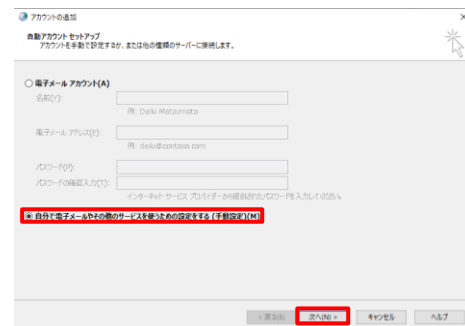 アカウントの追加
自動アカウント セットアップ
アカウントを手動で設定するか、または他の種類のサーバーに接続します。
電子メール アカウント(A)
名前(Y):
例: Daiki Matsumoto
電子メール アドレス(E):
例: daiki@contoso.com
パスワード(P):
パスワードの確認入力(T):
インターネット サービス プロバイダーから提供されたパスワードを入力してください。
自分で電子メールやその他のサービスを使うための設定をする (手動設定)(M)
< 戻る(B)
次へ(N) >
キャンセル
ヘルプ